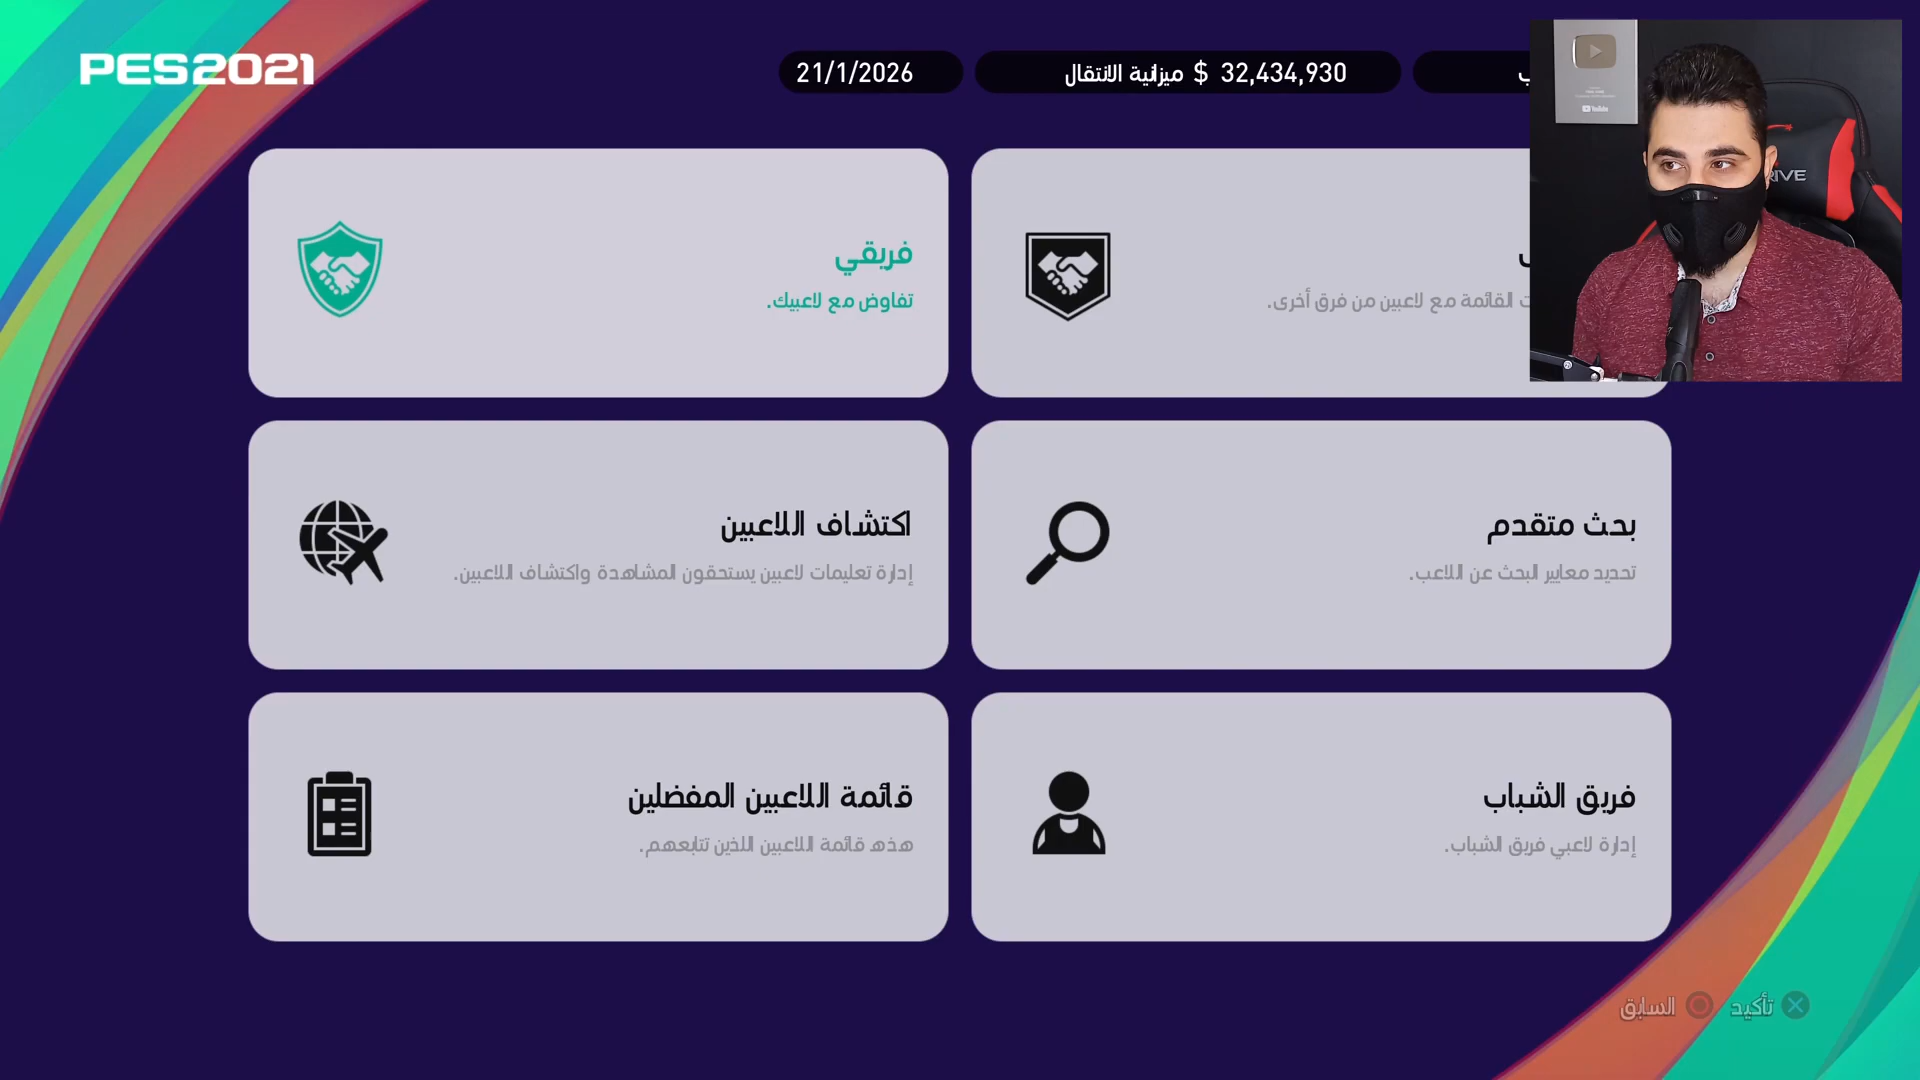 PES2021
21/1/2026
ميزانية الانتقال $ 32,434,930
فريقي
تفاوض مع لاعبيك.
القائمة مع لاعبين من فرق أخرى.
بحث متقدم
تحديد معايير البحث عن اللاعب.
اكتشاف اللاعبين
إدارة تعليمات لاعبين يستحقون المشاهدة واكتشاف اللاعبين.
فريق الشباب
إدارة لاعبي فريق الشباب.
قائمة اللاعبين المفضلين
هذه قائمة اللاعبين اللذين تتابعهم.
تأكيد
السابق
YouTube
RIVE